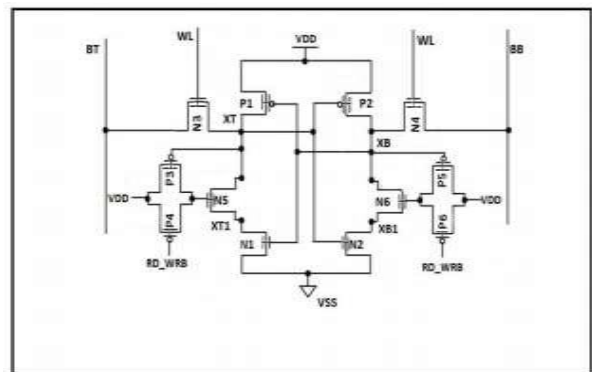 BT
WL
VDD
WL
BB
P1
P2
N3
XT
N4
XB
P3
P5
VDD
N5
N6
VDD
P4
P6
XT1
XB1
N1
N2
RD_WRB
RD_WRB
VSS